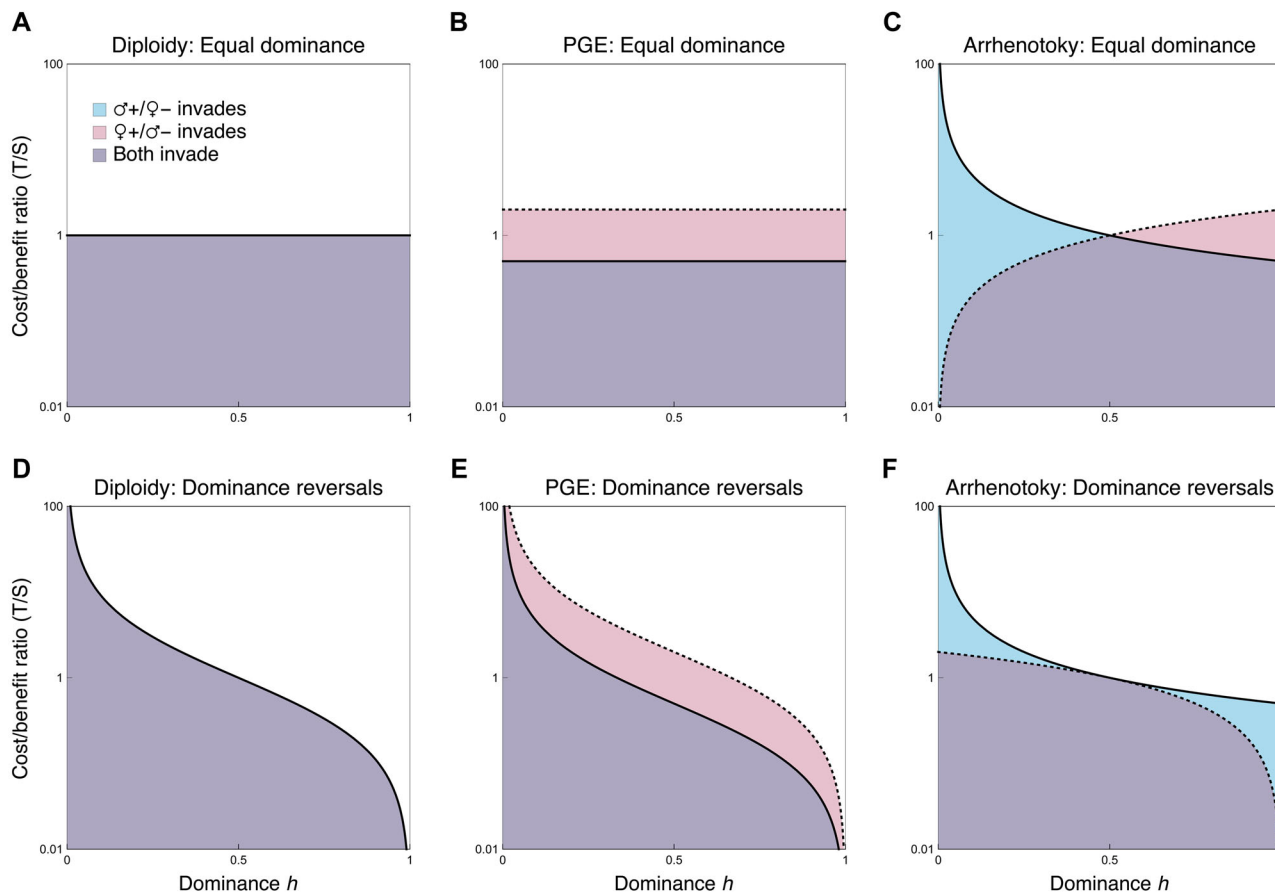 A
Diploidy: Equal dominance
100
1
0.01
0
0.5
1
Cost/benefit ratio (T/S)
♂+/♀− invades
♀+/♂− invades
Both invade
B
PGE: Equal dominance
100
1
0.01
0
0.5
1
C
Arrhenotoky: Equal dominance
100
1
0.01
0
0.5
D
Diploidy: Dominance reversals
100
1
0.01
0
0.5
1
Cost/benefit ratio (T/S)
Dominance h
E
PGE: Dominance reversals
100
1
0.01
0
0.5
1
Dominance h
F
Arrhenotoky: Dominance reversals
100
1
0.01
0
0.5
Dominance h